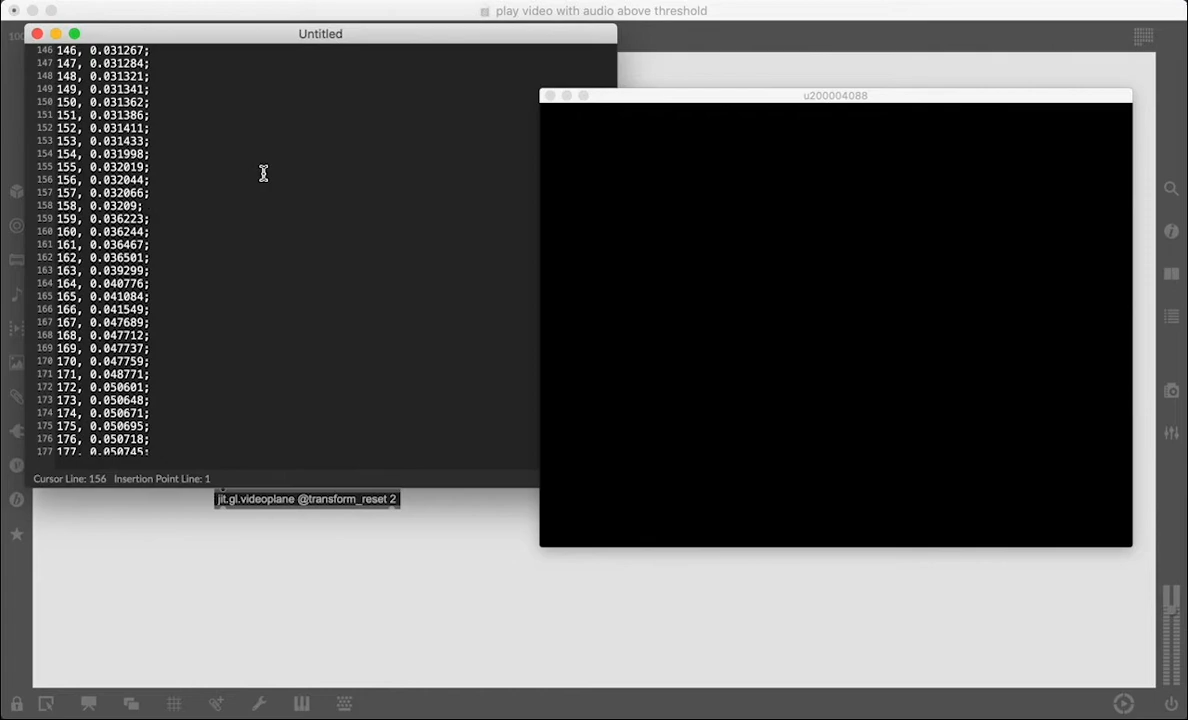 play video with audio above threshold
100
Untitled
146 146, 0.031267;
147 147, 0.031284;
148 148, 0.031321;
149 149, 0.031341;
150 150, 0.031362;
151 151, 0.031386;
152 152, 0.031411;
153 153, 0.031433;
154 154, 0.031998;
155 155, 0.032019;
156 156, 0.032044;
157 157, 0.032066;
158 158, 0.03209;
159 159, 0.036223;
160 160, 0.036244;
161 161, 0.036467;
162 162, 0.036501;
163 163, 0.039299;
164 164, 0.040776;
165 165, 0.041084;
166 166, 0.041549;
167 167, 0.047689;
168 168, 0.047712;
169 169, 0.047737;
170 170, 0.047759;
171 171, 0.048771;
172 172, 0.050601;
173 173, 0.050648;
174 174, 0.050671;
175 175, 0.050695;
176 176, 0.050718;
177 177, 0.050745;
Cursor Line: 156 Insertion Point Line: 1
u200004088
jit.gl.videoplane @transform_reset 2